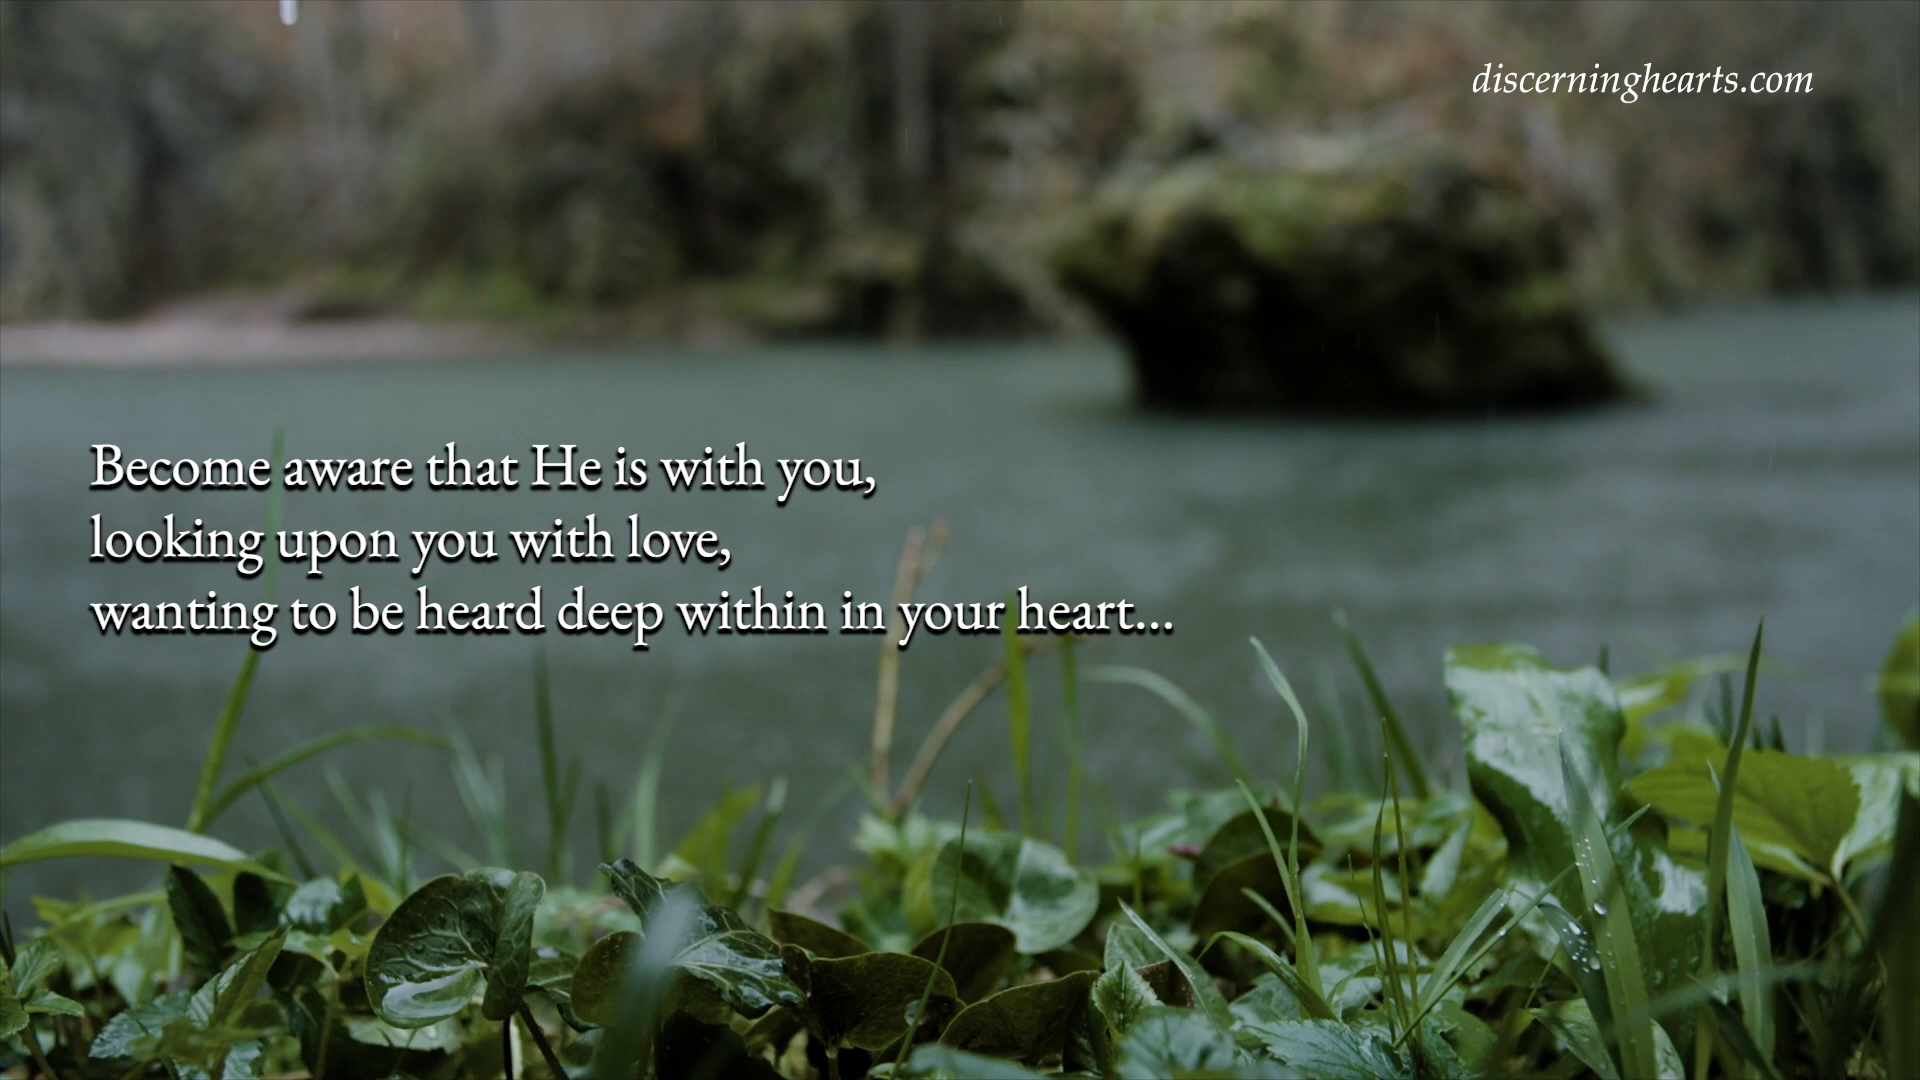 discerninghearts.com
Become aware that He is with you,
looking upon you with love,
wanting to be heard deep within in your heart...